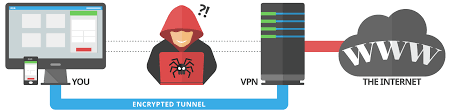 ?!
WWW
YOU
VPN
THE INTERNET
ENCRYPTED TUNNEL